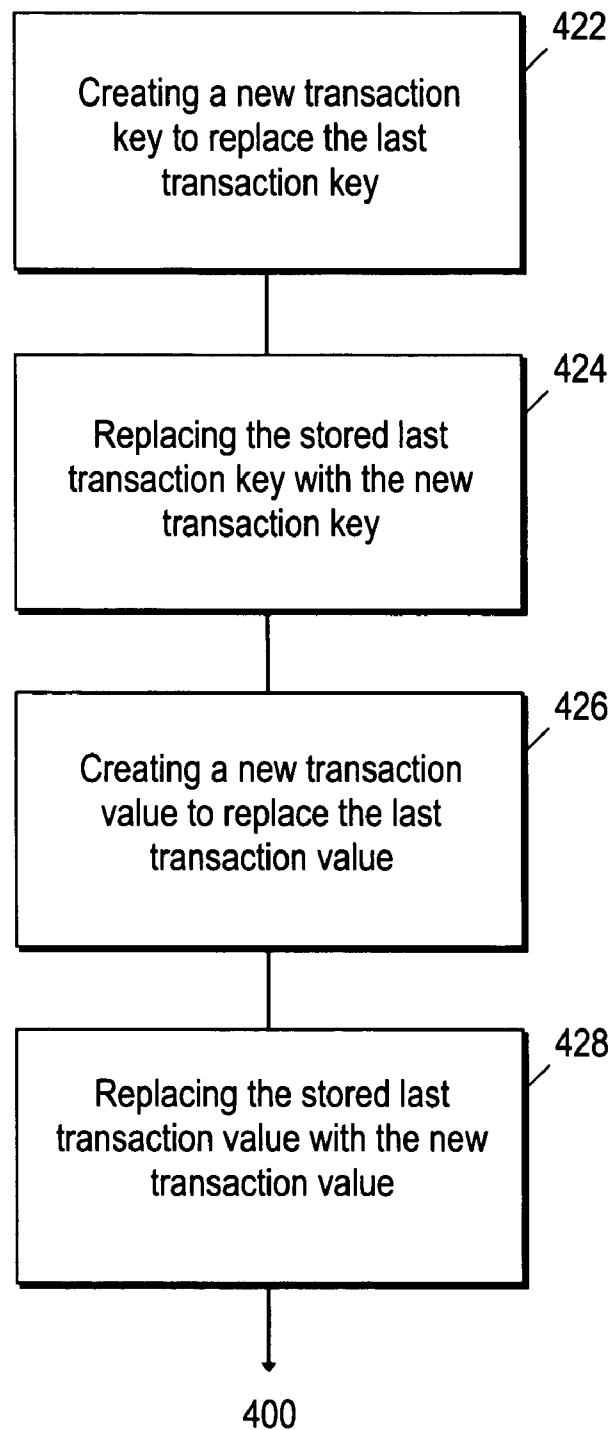 422
Creating a new transaction
key to replace the last
transaction key
424
Replacing the stored last
transaction key with the new
transaction key
426
Creating a new transaction
value to replace the last
transaction value
428
Replacing the stored last
transaction value with the new
transaction value
400